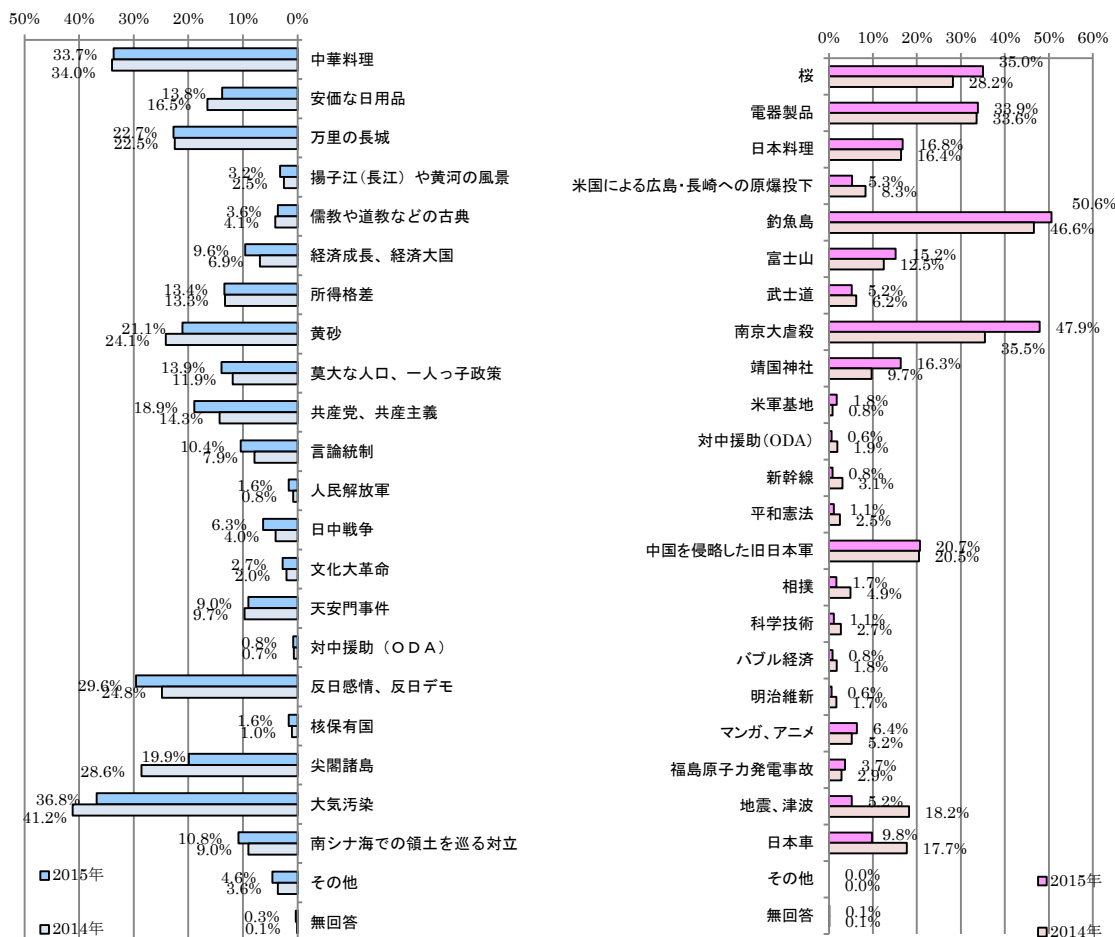 50% 40% 30% 20% 10% 0%
33.7% 中華料理
34.0%
13.8% 安価な日用品
16.5%
22.7% 万里の長城
22.5%
3.2% 揚子江(長江)や黄河の風景
2.5%
3.6% 儒教や道教などの古典
4.1%
9.6% 経済成長、経済大国
6.9%
13.4% 所得格差
13.3%
21.1% 黄砂
24.1%
13.9% 莫大な人口、一人っ子政策
11.9%
18.9% 共産党、共産主義
14.3%
10.4% 言論統制
7.9%
1.6% 人民解放軍
0.8%
6.3% 日中戦争
4.0%
2.7% 文化大革命
2.0%
9.0% 天安門事件
9.7%
0.8% 対中援助(ODA)
0.7%
29.6% 反日感情、反日デモ
24.8%
1.6% 核保有国
1.0%
19.9% 尖閣諸島
28.6%
36.8% 大気汚染
41.2%
10.8% 南シナ海での領土を巡る対立
9.0%
2015年
4.6% その他
3.6%
2014年
0.3% 無回答
0.1%
0% 10% 20% 30% 40% 50% 60%
桜 35.0%
28.2%
電器製品 33.9%
33.6%
日本料理 16.8%
16.4%
米国による広島・長崎への原爆投下 5.3%
8.3%
釣魚島 50.6%
46.6%
富士山 15.2%
12.5%
武士道 5.2%
6.2%
南京大虐殺 47.9%
35.5%
靖国神社 16.3%
9.7%
米軍基地 1.8%
0.8%
対中援助(ODA) 0.6%
1.9%
新幹線 0.8%
3.1%
平和憲法 1.1%
2.5%
中国を侵略した旧日本軍 20.7%
20.5%
相撲 1.7%
4.9%
科学技術 1.1%
2.7%
バブル経済 0.8%
1.8%
明治維新 0.6%
1.7%
マンガ、アニメ 6.4%
5.2%
福島原子力発電事故 3.7%
2.9%
地震、津波 5.2%
18.2%
日本車 9.8%
17.7%
その他 0.0%
0.0%
2015年
無回答 0.1%
0.1%
2014年